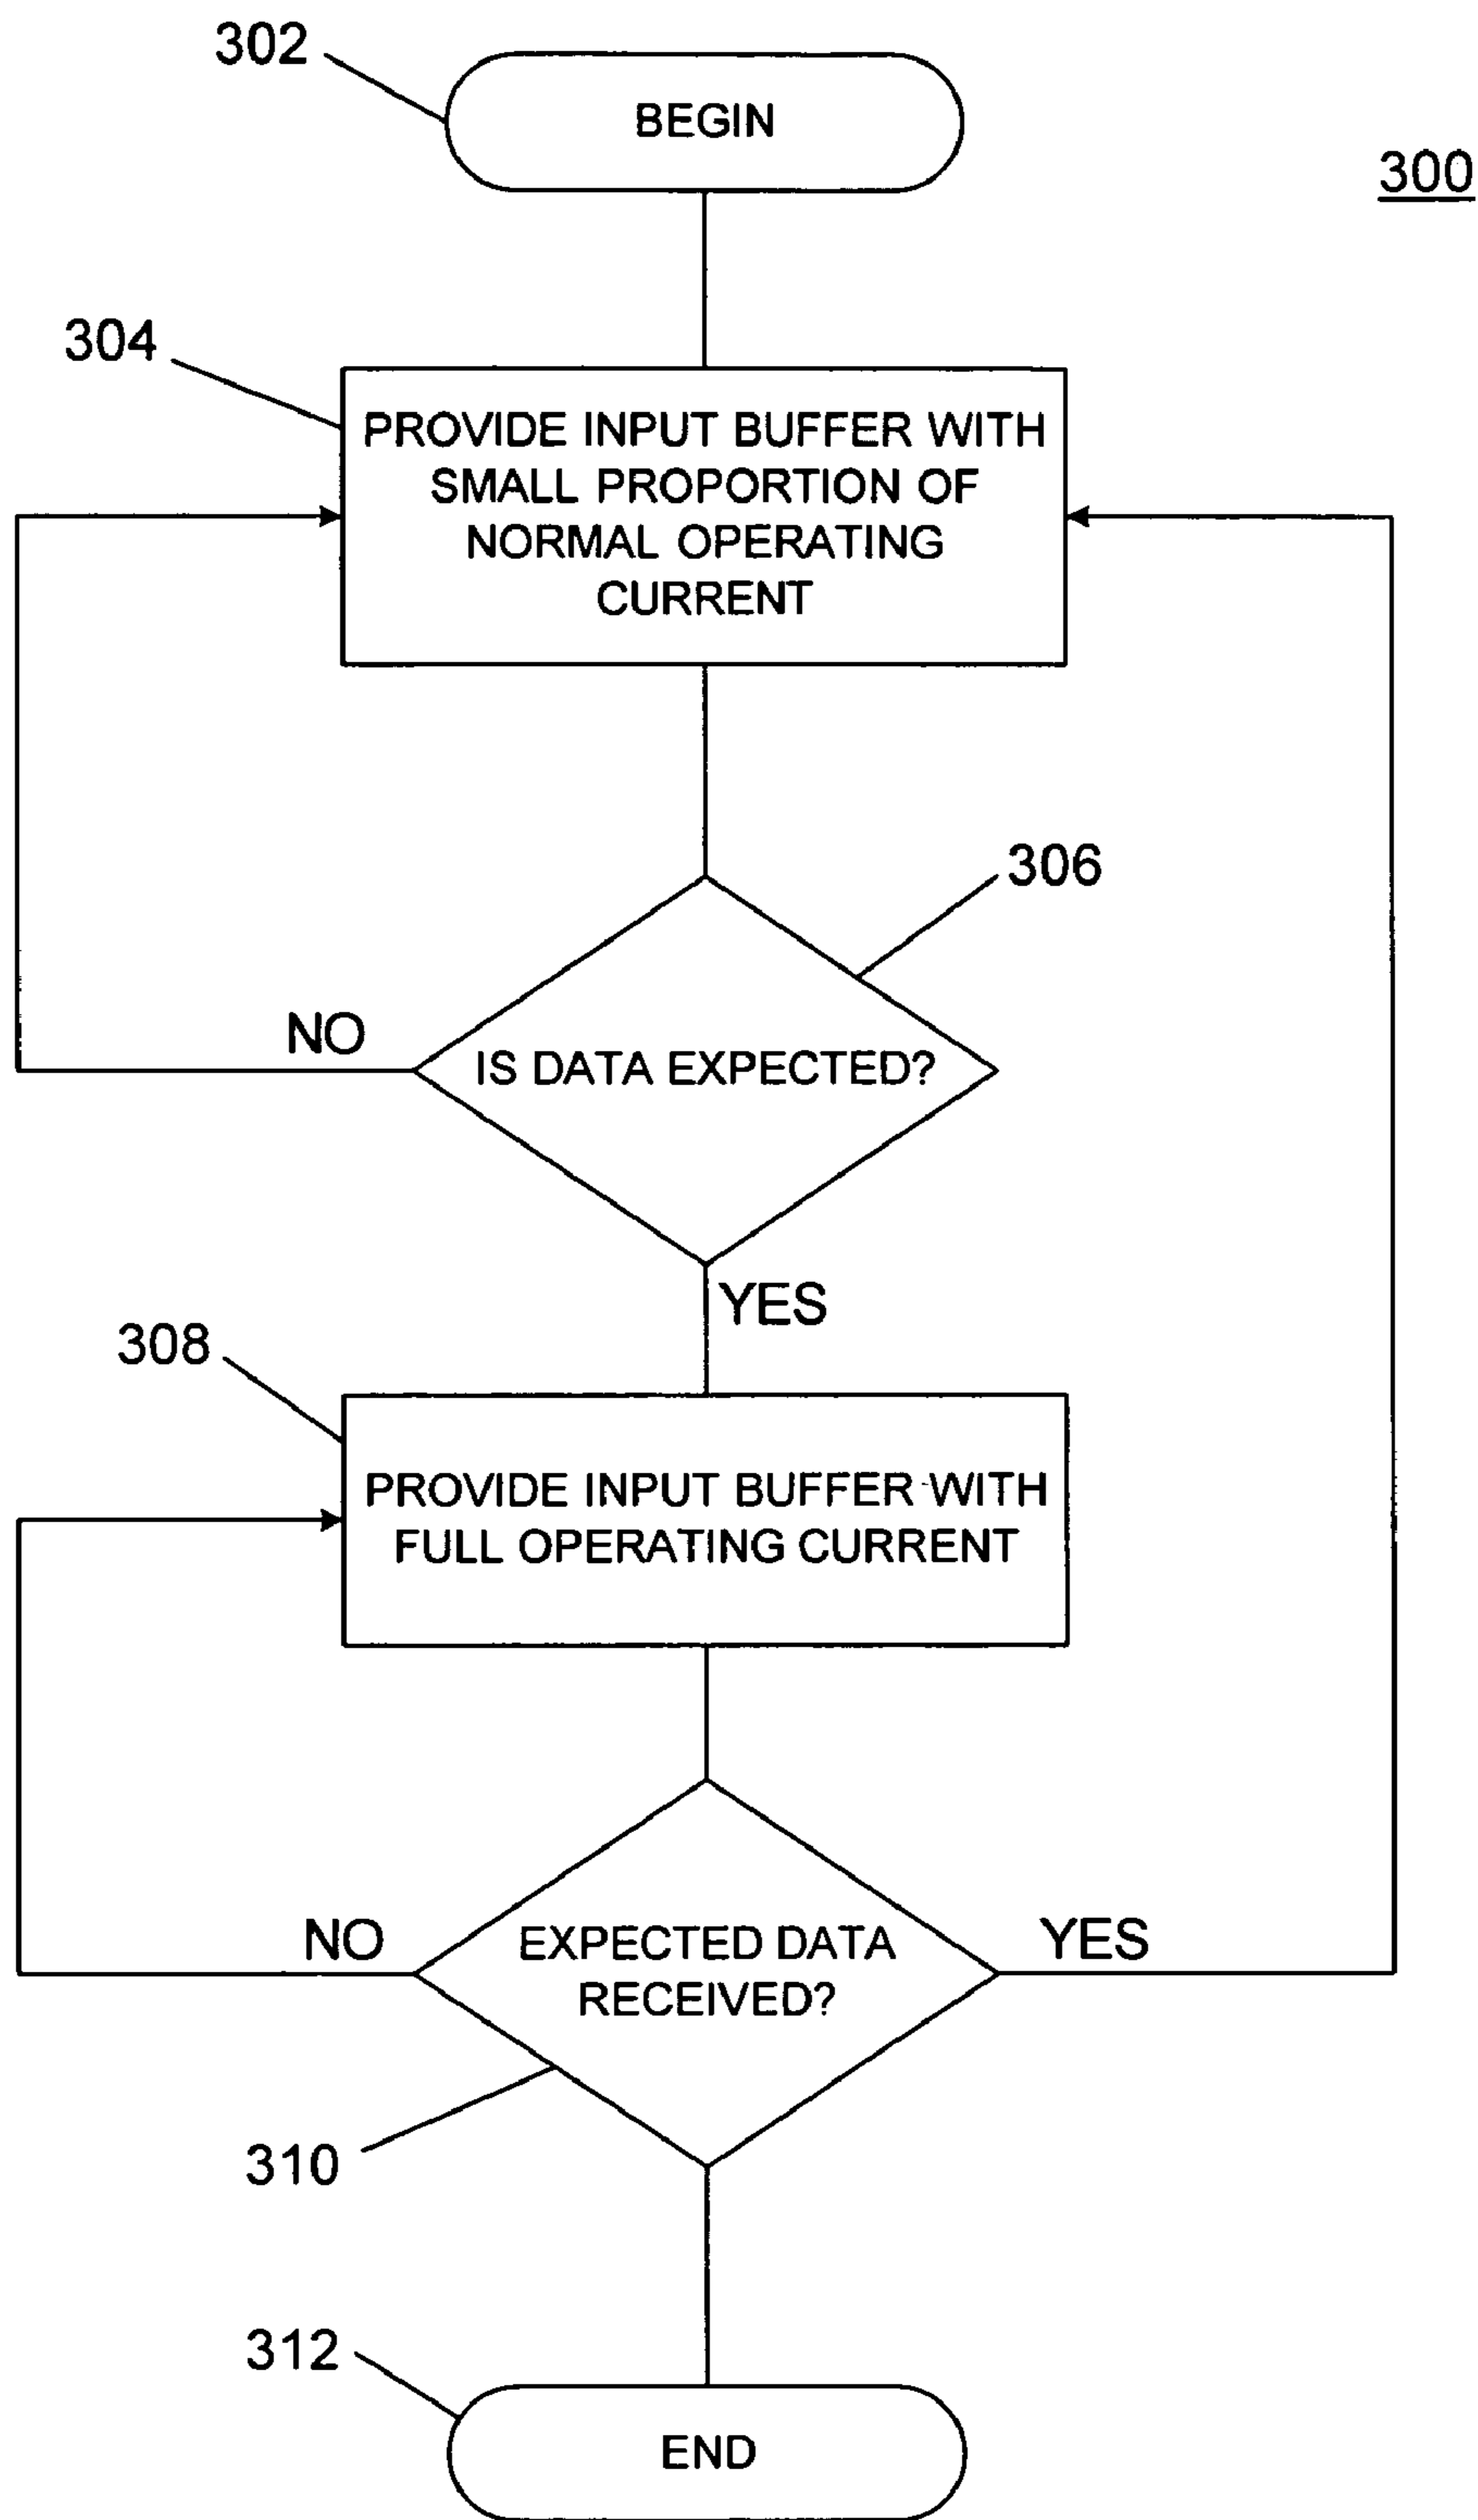 302
BEGIN
300
304
PROVIDE INPUT BUFFER WITH
SMALL PROPORTION OF
NORMAL OPERATING
CURRENT
306
NO
IS DATA EXPECTED?
YES
308
PROVIDE INPUT BUFFER WITH
FULL OPERATING CURRENT
NO
EXPECTED DATA
RECEIVED?
YES
310
312
END